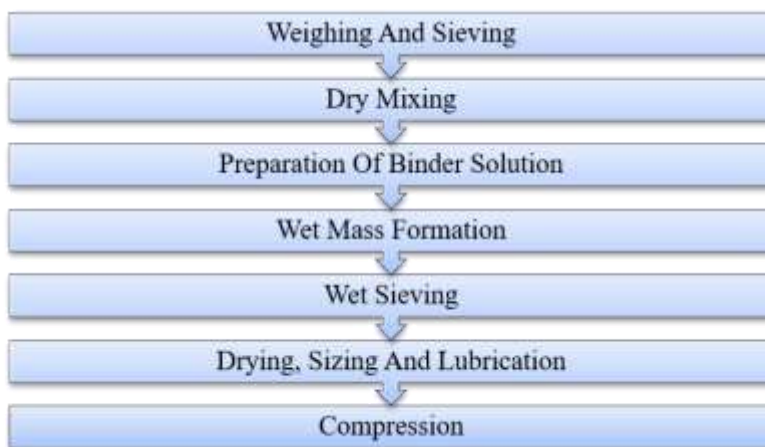 Weighing And Sieving
Dry Mixing
Preparation Of Binder Solution
Wet Mass Formation
Wet Sieving
Drying, Sizing And Lubrication
Compression